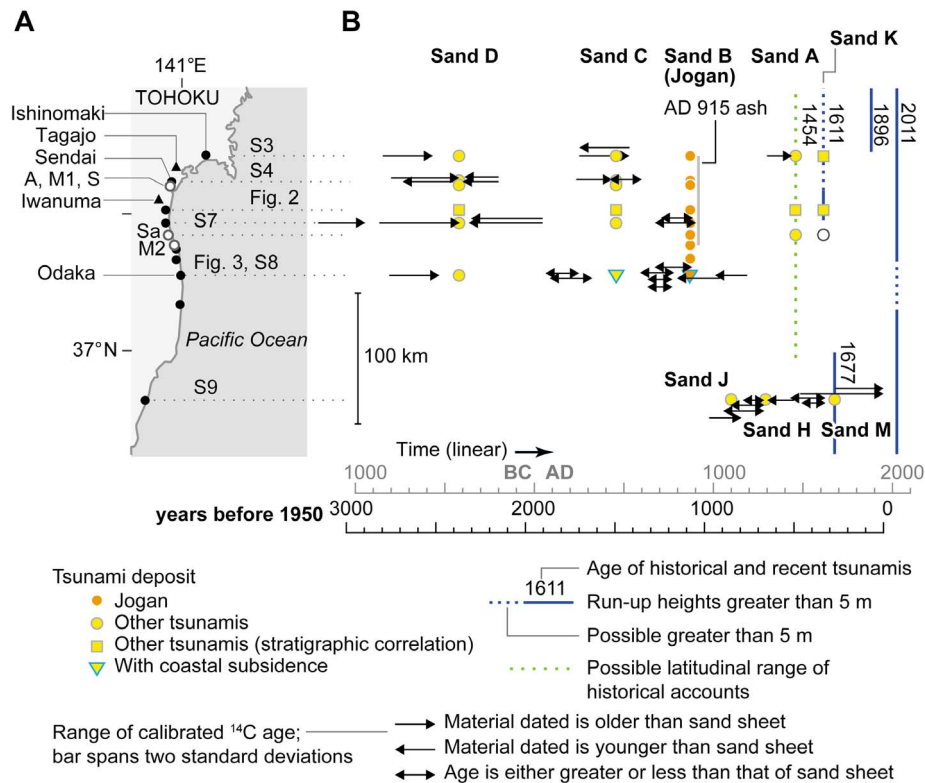 A
B
141°E
TOHOKU
Ishinomaki
Tagajo
Sendai
A, M1, S
Iwanuma
Sa
M2
Odaka
37°N
S3
S4
Fig. 2
S7
Fig. 3, S8
S9
Pacific Ocean
100 km
Sand D
Sand C
Sand B
(Jogan)
AD 915 ash
Sand A
Sand K
1454
1611
1896
2011
Sand J
Sand H
Sand M
1677
Time (linear)
1000
BC
AD
1000
2000
years before 1950
3000
2000
1000
0
Tsunami deposit
Jogan
Other tsunamis
Other tsunamis (stratigraphic correlation)
With coastal subsidence
1611
Age of historical and recent tsunamis
Run-up heights greater than 5 m
Possible greater than 5 m
Possible latitudinal range of
historical accounts
Range of calibrated ¹⁴C age;
bar spans two standard deviations
Material dated is older than sand sheet
Material dated is younger than sand sheet
Age is either greater or less than that of sand sheet